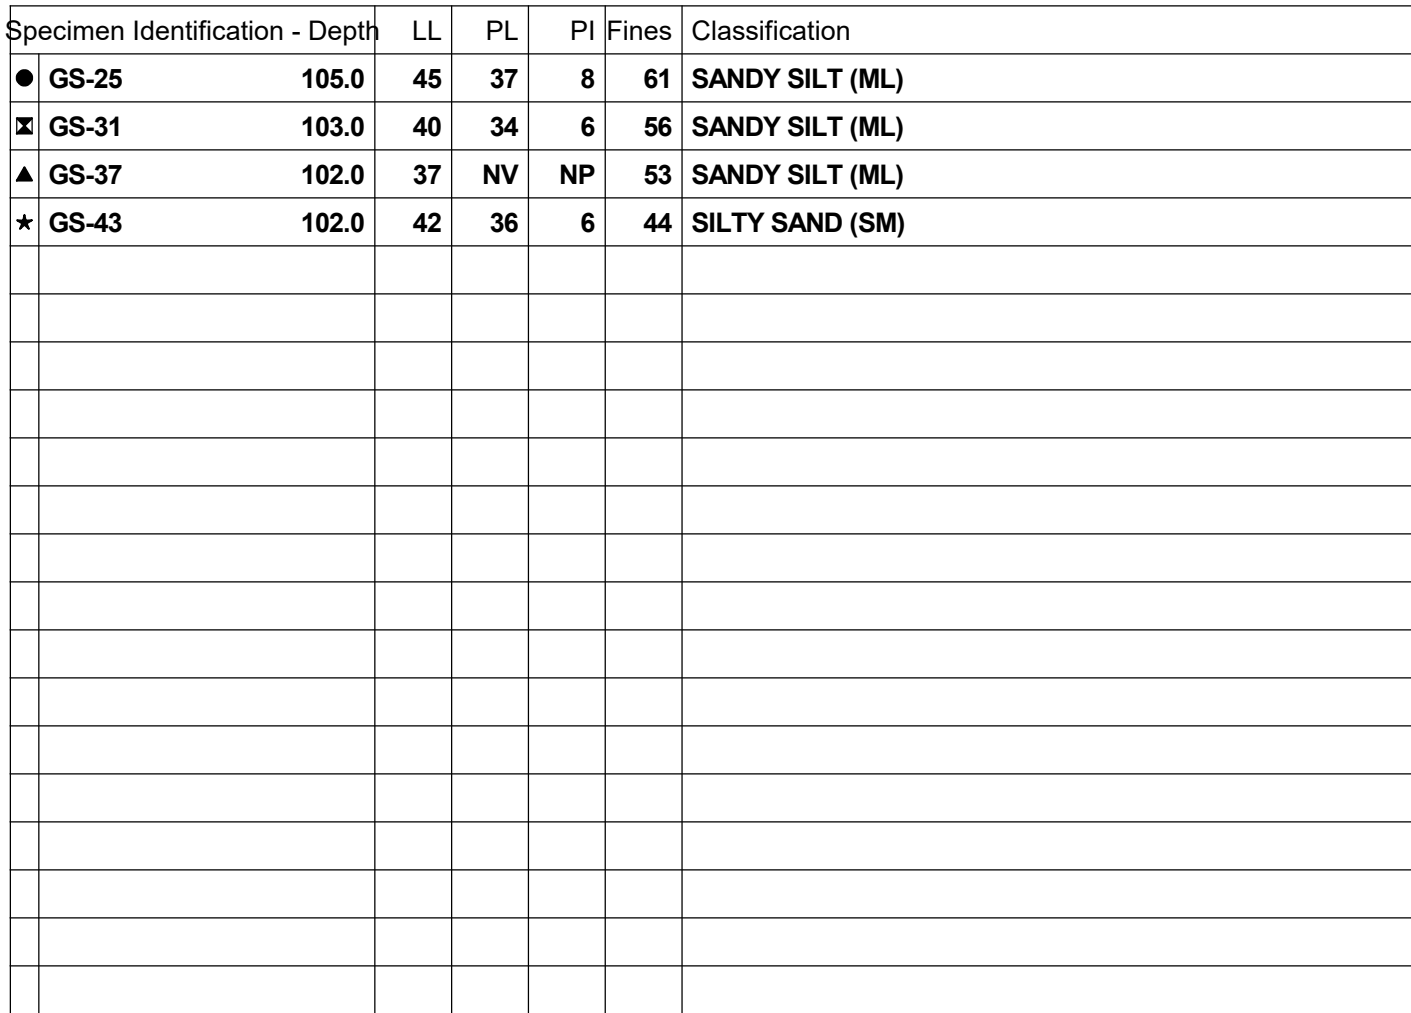 Specimen Identification - Depth LL PL PI Fines Classification
GS-25 105.0 45 37 8 61 SANDY SILT (ML)
GS-31 103.0 40 34 6 56 SANDY SILT (ML)
GS-37 102.0 37 NV NP 53 SANDY SILT (ML)
GS-43 102.0 42 36 6 44 SILTY SAND (SM)